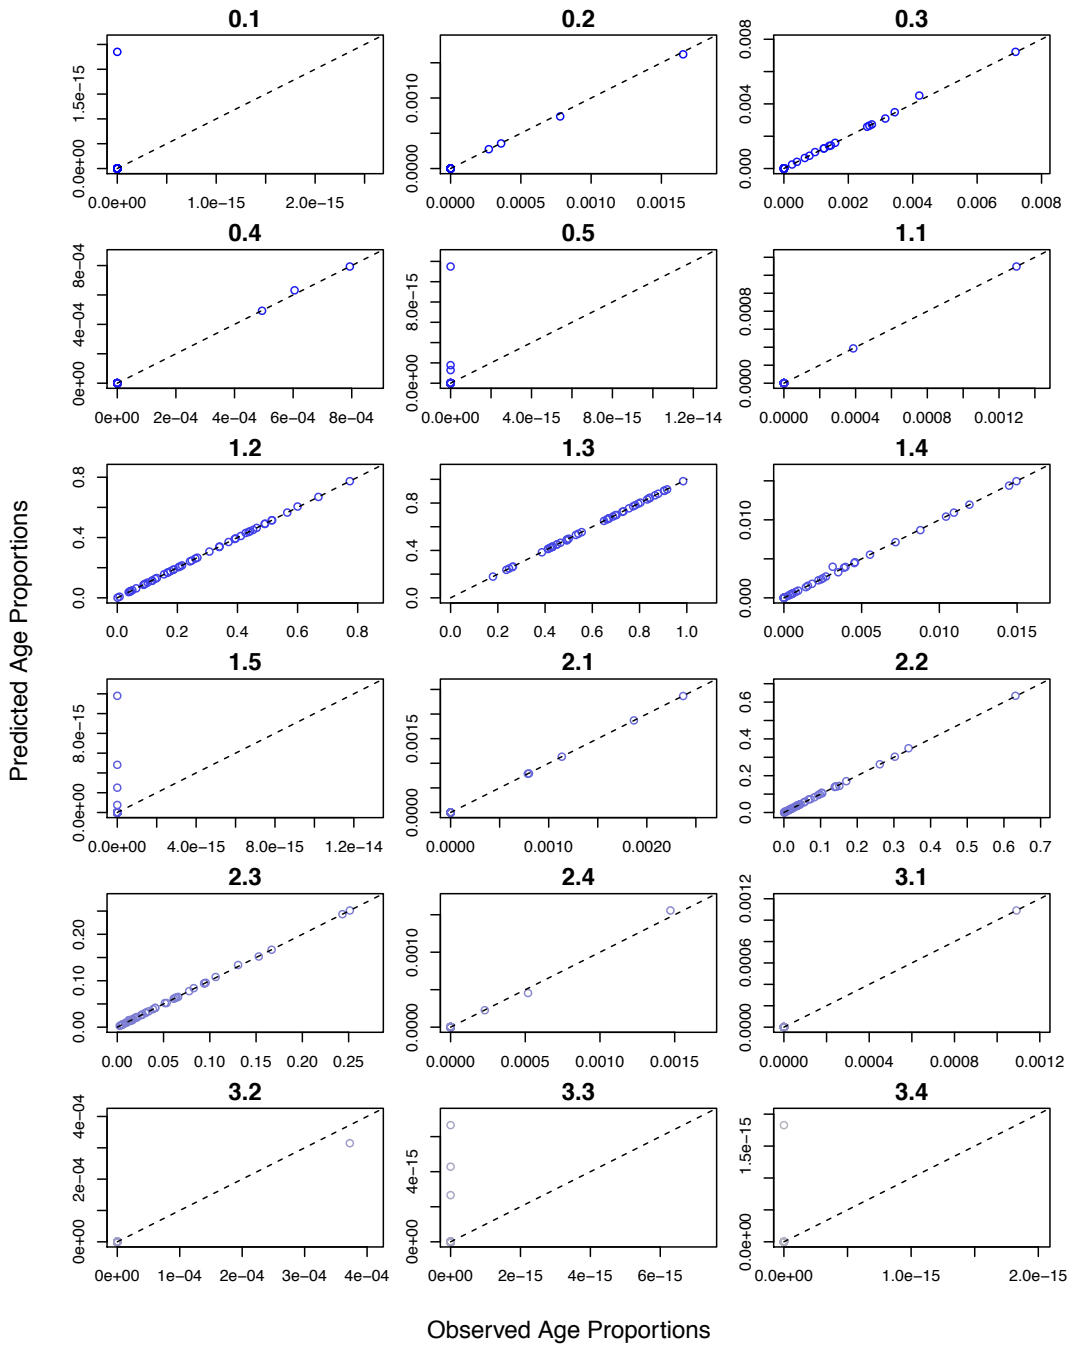 0.1 0.2 0.3
0.0e+00 1.5e−15
0.0e+00 1.0e−15 2.0e−15
0.0000 0.0010
0.0000 0.0005 0.0010 0.0015
0.000 0.004 0.008
0.000 0.002 0.004 0.006 0.008
0.4 0.5 1.1
0e+00 4e−04 8e−04
0e+00 2e−04 4e−04 6e−04 8e−04
0.0e+00 8.0e−15
0.0e+00 4.0e−15 8.0e−15 1.2e−14
0.0000 0.0008
0.0000 0.0004 0.0008 0.0012
1.2 1.3 1.4
0.0 0.4 0.8
0.0 0.2 0.4 0.6 0.8
0.0 0.4 0.8
0.0 0.2 0.4 0.6 0.8 1.0
0.000 0.010
0.000 0.005 0.010 0.015
Predicted Age Proportions
1.5 2.1 2.2
0.0e+00 8.0e−15
0.0e+00 4.0e−15 8.0e−15 1.2e−14
0.0000 0.0015
0.0000 0.0010 0.0020
0.0 0.2 0.4 0.6
0.0 0.1 0.2 0.3 0.4 0.5 0.6 0.7
2.3 2.4 3.1
0.00 0.10 0.20
0.00 0.05 0.10 0.15 0.20 0.25
0.0000 0.0010
0.0000 0.0005 0.0010 0.0015
0.0000 0.0006 0.0012
0.0000 0.0004 0.0008 0.0012
3.2 3.3 3.4
0e+00 2e−04 4e−04
0e+00 1e−04 2e−04 3e−04 4e−04
0e+00 4e−15
0e+00 2e−15 4e−15 6e−15
0.0e+00 1.5e−15
0.0e+00 1.0e−15 2.0e−15
Observed Age Proportions